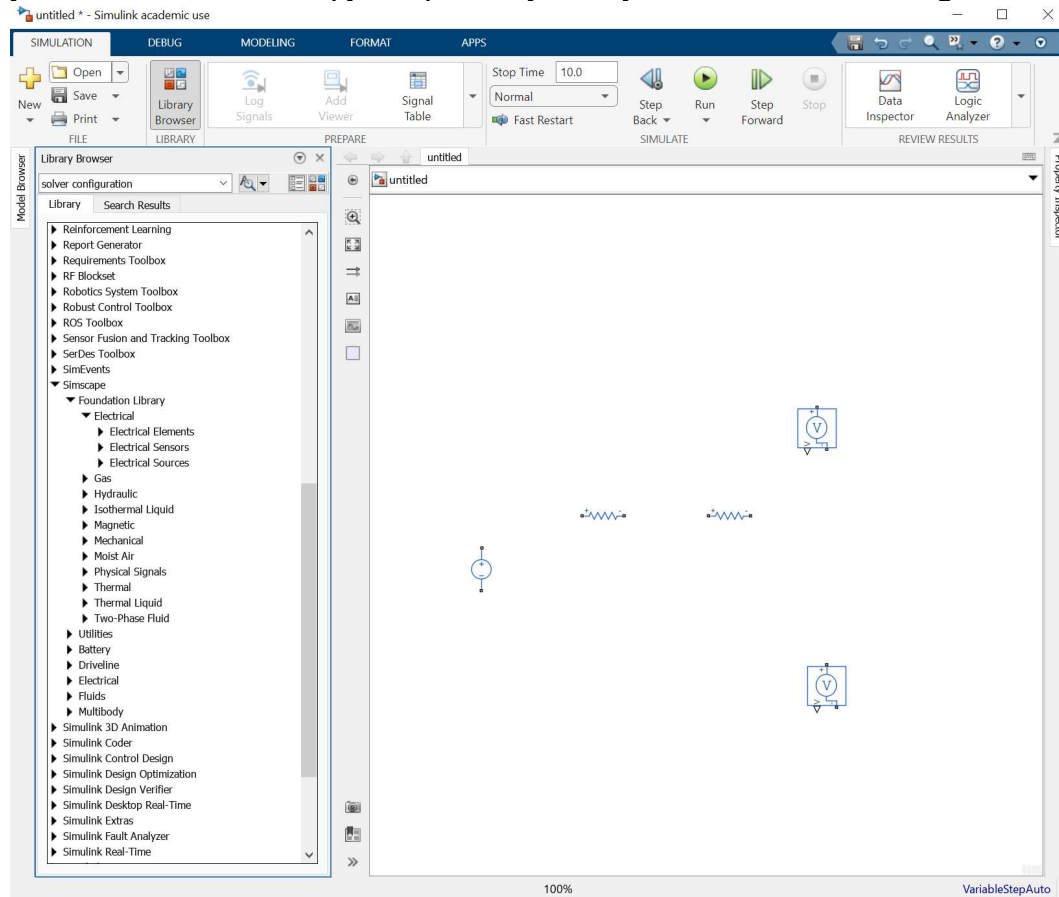 untitled * - Simulink academic use
SIMULATION DEBUG MODELING FORMAT APPS
New
Open
Save
Print
FILE
Library Browser
LIBRARY
Log Signals
Add Viewer
Signal Table
PREPARE
Stop Time 10.0
Normal
Fast Restart
Step Back
Run
Step Forward
Stop
SIMULATE
Data Inspector
Logic Analyzer
REVIEW RESULTS
Model Browser
Library Browser
solver configuration
Library Search Results
Reinforcement Learning
Report Generator
Requirements Toolbox
RF Blockset
Robotics System Toolbox
Robust Control Toolbox
ROS Toolbox
Sensor Fusion and Tracking Toolbox
SerDes Toolbox
SimEvents
Simscape
Foundation Library
Electrical
Electrical Elements
Electrical Sensors
Electrical Sources
Gas
Hydraulic
Isothermal Liquid
Magnetic
Mechanical
Moist Air
Physical Signals
Thermal
Thermal Liquid
Two-Phase Fluid
Utilities
Battery
Driveline
Electrical
Fluids
Multibody
Simulink 3D Animation
Simulink Coder
Simulink Control Design
Simulink Design Optimization
Simulink Design Verifier
Simulink Desktop Real-Time
Simulink Extras
Simulink Fault Analyzer
Simulink Real-Time
untitled
untitled
V
V
100%
VariableStepAuto